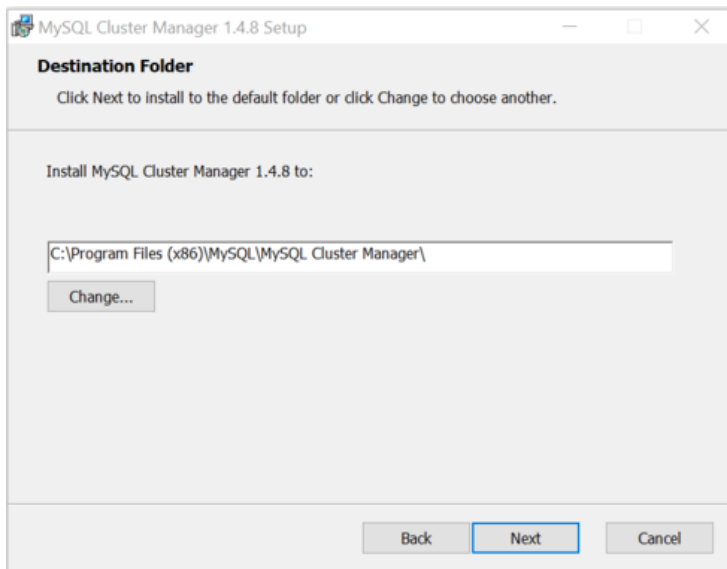 MySQL Cluster Manager 1.4.8 Setup
Destination Folder
Click Next to install to the default folder or click Change to choose another.
Install MySQL Cluster Manager 1.4.8 to:
C:\Program Files (x86)\MySQL\MySQL Cluster Manager\
Change...
Back Next Cancel